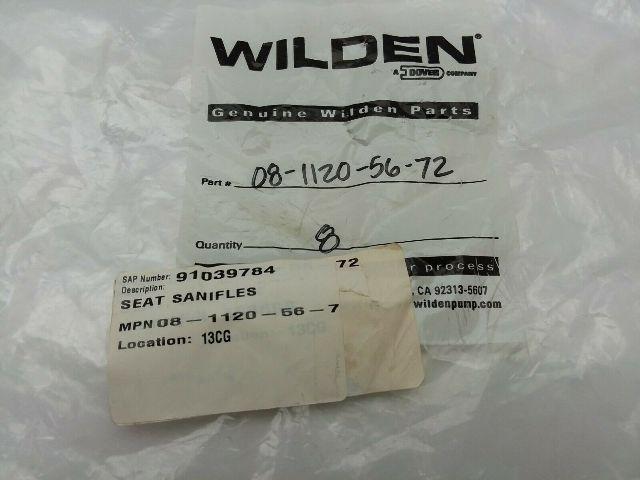 WILDEN®
A DOVER COMPANY
Genuine Wilden Parts
Part # 08-1120-56-72
Quantity 8
r process
, CA 92313-5607
wildenpump.com
SAP Number: 91039784 72
Description:
SEAT SANIFLES
MPN 08-1120-56-7
Location: 13CG